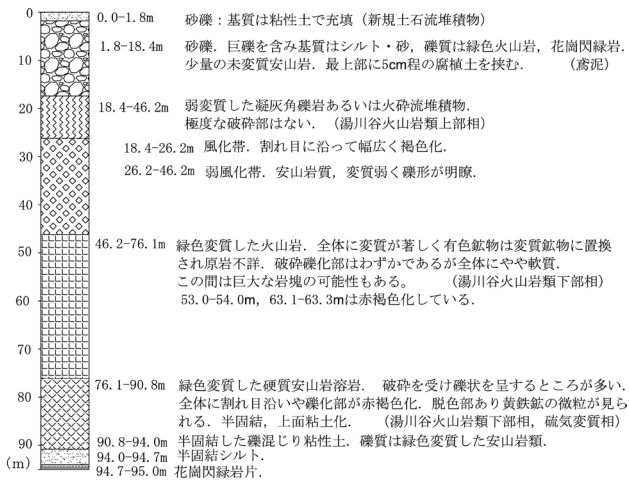 0
0.0-1.8m 砂礫：基質は粘性土で充填（新規土石流堆積物）
1.8-18.4m 砂礫．巨礫を含み基質はシルト・砂，礫質は緑色火山岩，花崗閃緑岩．
少量の未変質安山岩．最上部に5cm程の腐植土を挟む． （鳶泥）
10
20
18.4-46.2m 弱変質した凝灰角礫岩あるいは火砕流堆積物．
極度な破砕部はない．（湯川谷火山岩類上部相）
18.4-26.2m 風化帯．割れ目に沿って幅広く褐色化．
30
26.2-46.2m 弱風化帯．安山岩質，変質弱く礫形が明瞭．
40
46.2-76.1m 緑色変質した火山岩．全体に変質が著しく有色鉱物は変質鉱物に置換
され原岩不詳．破砕礫化部はわずかであるが全体にやや軟質．
50
この間は巨大な岩塊の可能性もある。 （湯川谷火山岩類下部相）
53.0-54.0m，63.1-63.3mは赤褐色化している．
60
70
76.1-90.8m 緑色変質した硬質安山岩溶岩． 破砕を受け礫状を呈するところが多い．
全体に割れ目沿いや礫化部が赤褐色化．脱色部あり黄鉄鉱の微粒が見ら
れる．半固結，上面粘土化． （湯川谷火山岩類下部相，硫気変質相）
80
90
90.8-94.0m 半固結した礫混じり粘性土．礫質は緑色変質した安山岩類．
(m)
94.0-94.7m 半固結シルト．
94.7-95.0m 花崗閃緑岩片．